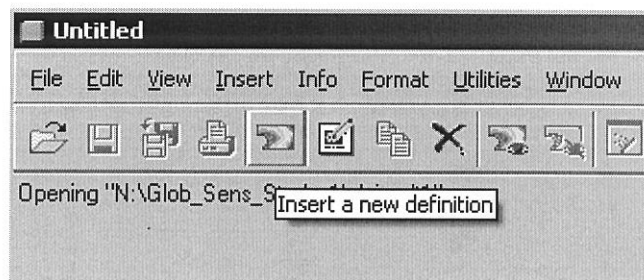 Untitled
File Edit View Insert Info Format Utilities Window
Opening "N:\Glob_Sens_S
Insert a new definition